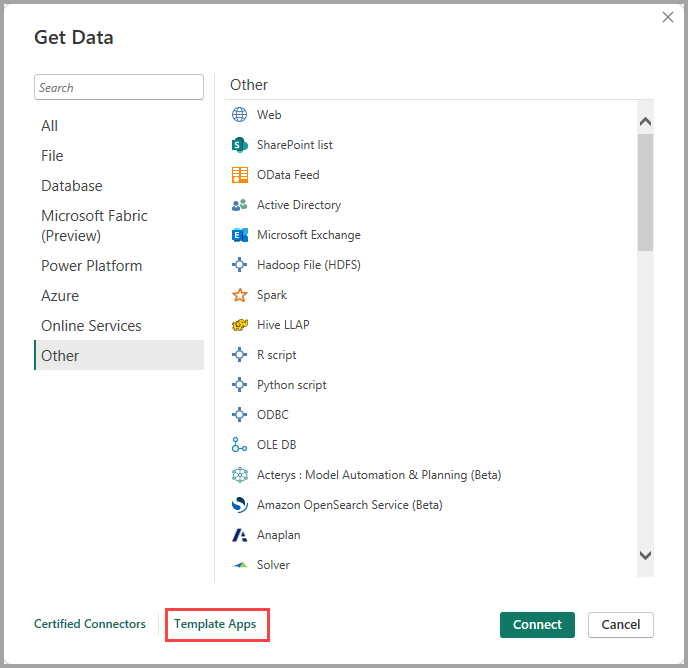 Get Data
Search
All
File
Database
Microsoft Fabric
(Preview)
Power Platform
Azure
Online Services
Other
Other
Web
SharePoint list
OData Feed
Active Directory
Microsoft Exchange
Hadoop File (HDFS)
Spark
Hive LLAP
R script
Python script
ODBC
OLE DB
Acterys : Model Automation & Planning (Beta)
Amazon OpenSearch Service (Beta)
Anaplan
Solver
Certified Connectors
Template Apps
Connect
Cancel